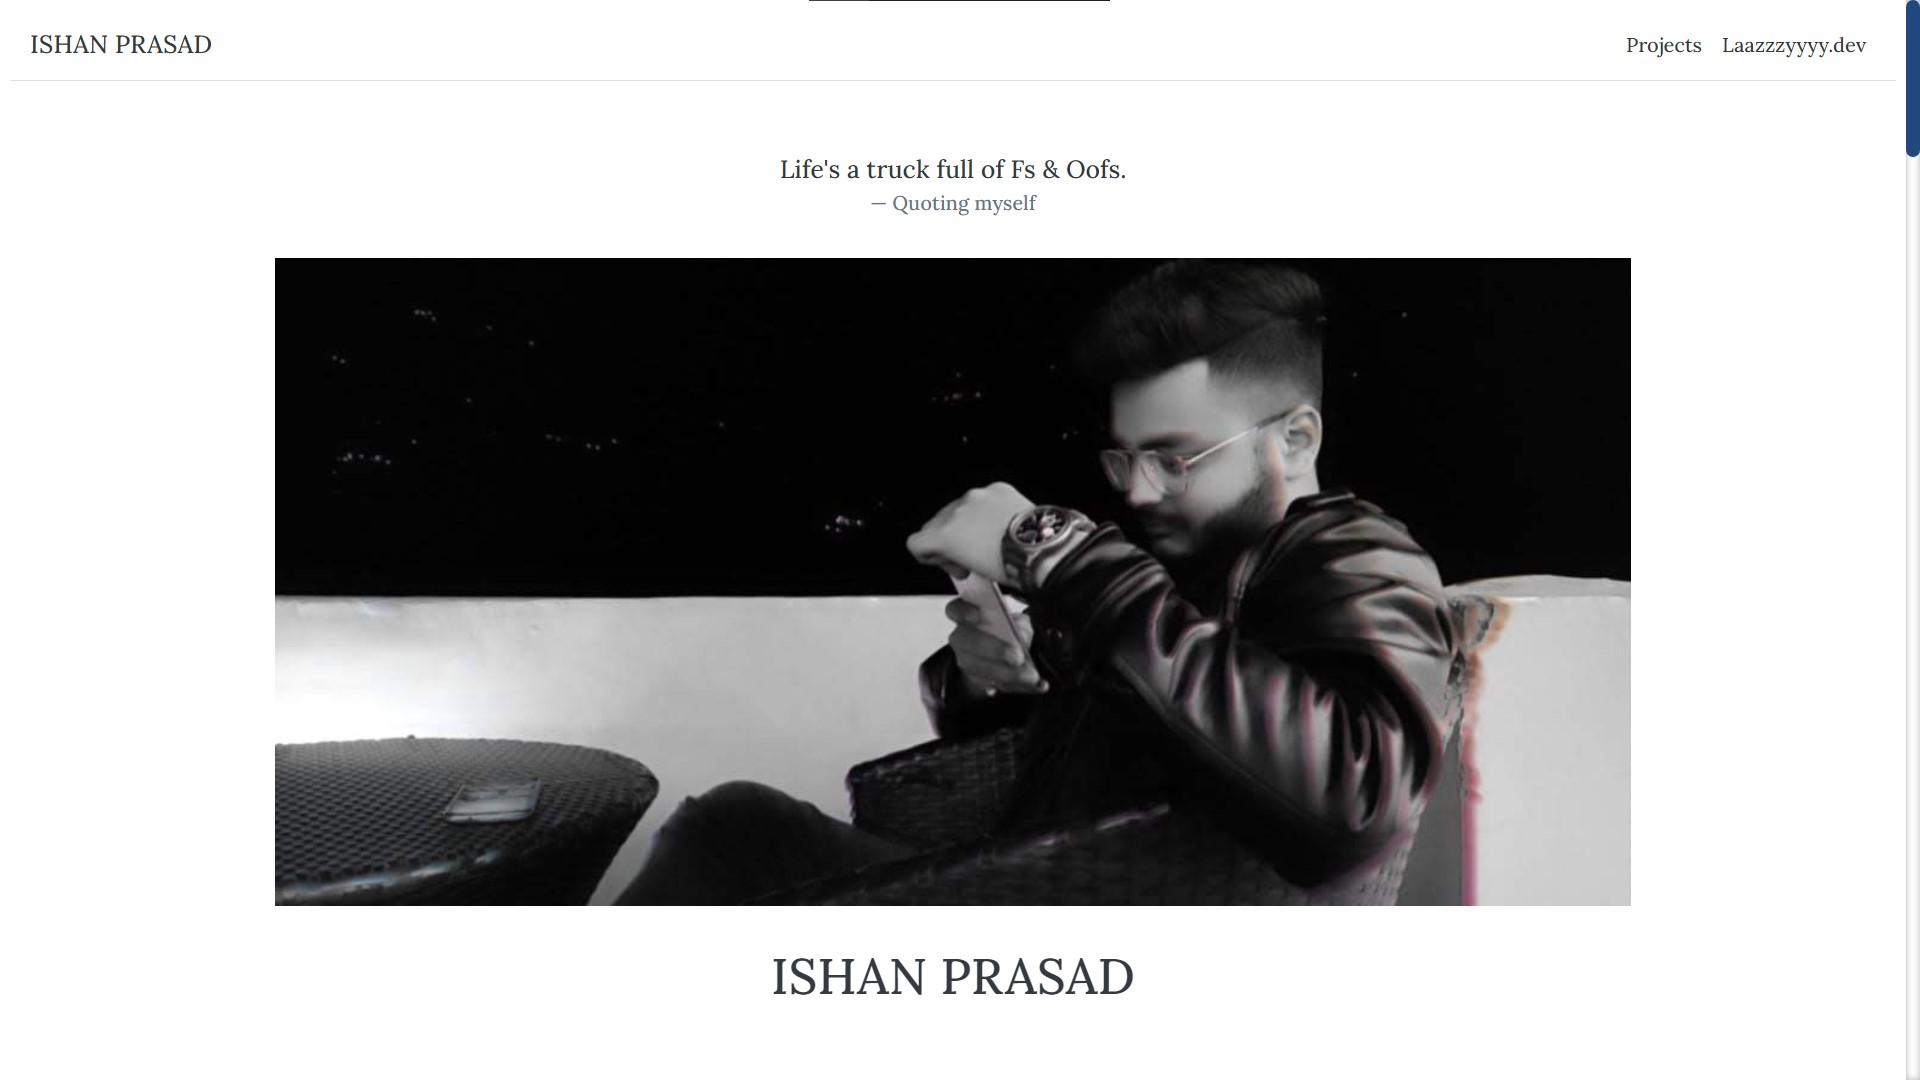 ISHAN PRASAD
Projects Laazzzyyyy.dev
Life's a truck full of Fs & Oofs.
— Quoting myself
ISHAN PRASAD